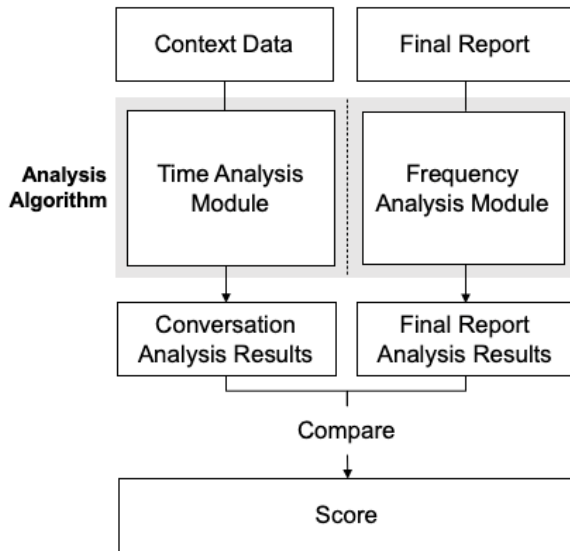 Context Data
Final Report
Analysis
Algorithm
Time Analysis
Module
Frequency
Analysis Module
Conversation
Analysis Results
Final Report
Analysis Results
Compare
Score